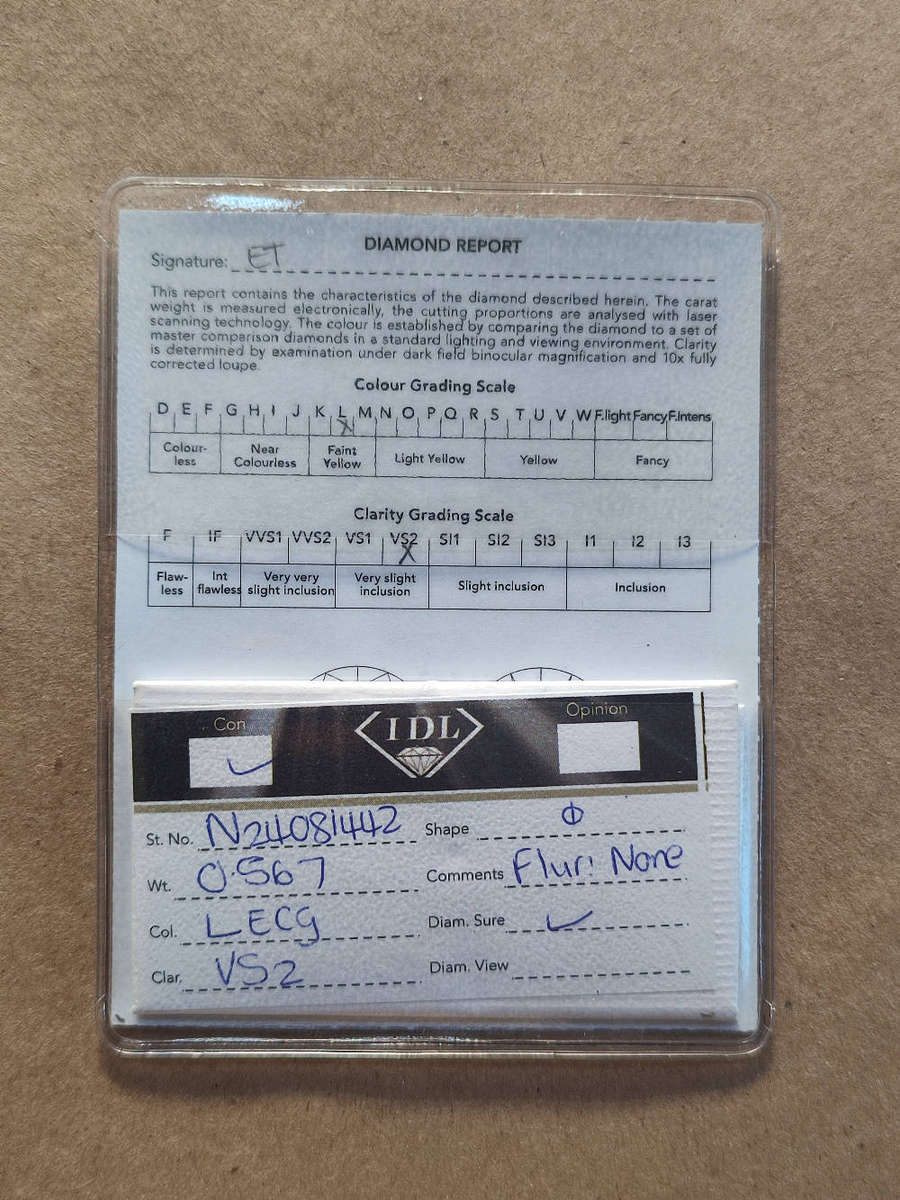 DIAMOND REPORT
Signature: ET
This report contains the characteristics of the diamond described herein. The carat
weight is measured electronically, the cutting proportions are analysed with laser
scanning technology. The colour is established by comparing the diamond to a set of
master comparison diamonds in a standard lighting and viewing environment. Clarity
is determined by examination under dark field binocular magnification and 10x fully
corrected loupe.
Colour Grading Scale
D E F G H I J K L M N O P Q R S T U V W F.light Fancy F.Intens
X
Colour-less Near Colourless Faint Yellow Light Yellow Yellow Fancy
Clarity Grading Scale
F IF VVS1 VVS2 VS1 VS2 SI1 SI2 SI3 I1 I2 I3
X
Flaw-less Int flawless Very very slight inclusion Very slight inclusion Slight inclusion Inclusion
Con IDL Opinion
St. No. N24081442 Shape
Wt. 0.567 Comments Flur: None
Col. LECG Diam. Sure ✓
Clar. VS2 Diam. View